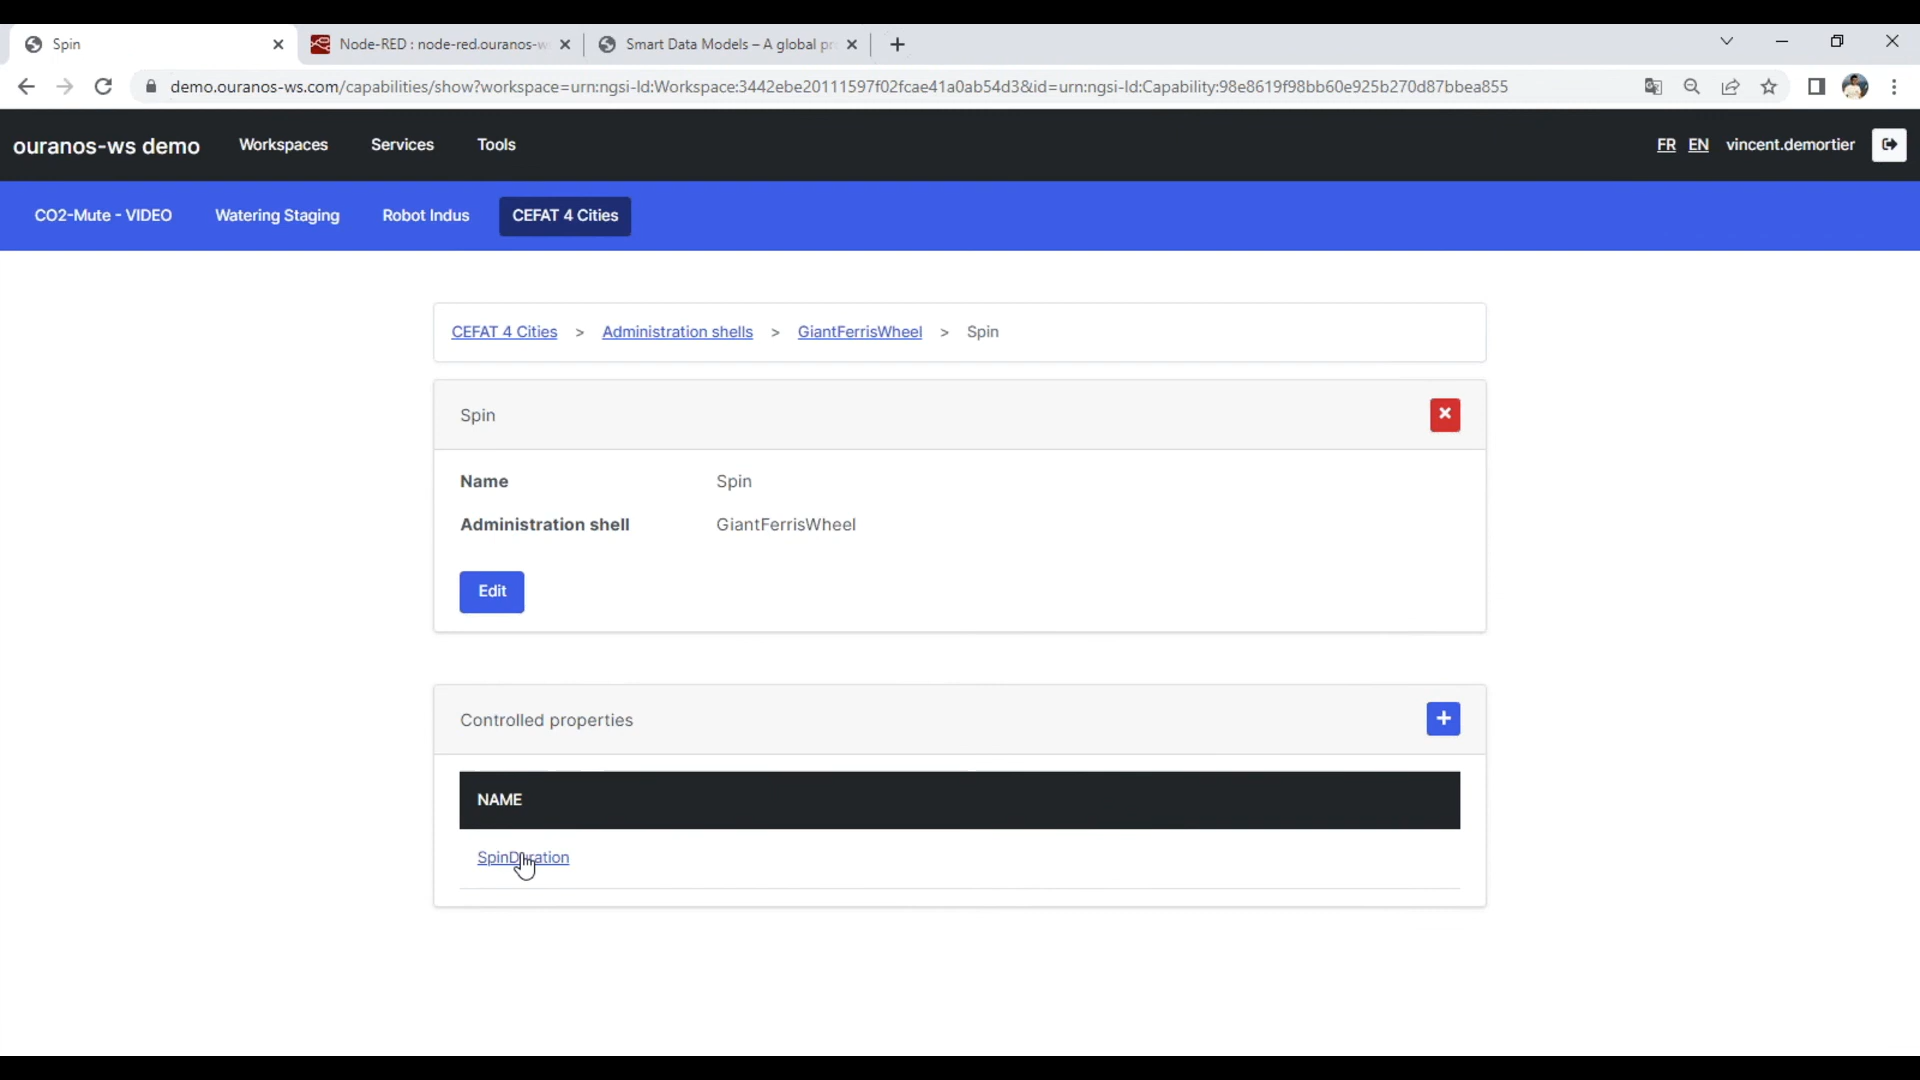 Spin
Node-RED : node-red.ouranos-w
Smart Data Models – A global pr
demo.ouranos-ws.com/capabilities/show?workspace=urn:ngsi-ld:Workspace:3442ebe20111597f02fcae41a0ab54d3&id=urn:ngsi-ld:Capability:98e8619f98bb60e925b270d87bbea855
ouranos-ws demo Workspaces Services Tools FR EN vincent.demortier
CO2-Mute - VIDEO Watering Staging Robot Indus CEFAT 4 Cities
CEFAT 4 Cities > Administration shells > GiantFerrisWheel > Spin
Spin
Name Spin
Administration shell GiantFerrisWheel
Edit
Controlled properties
NAME
SpinDuration